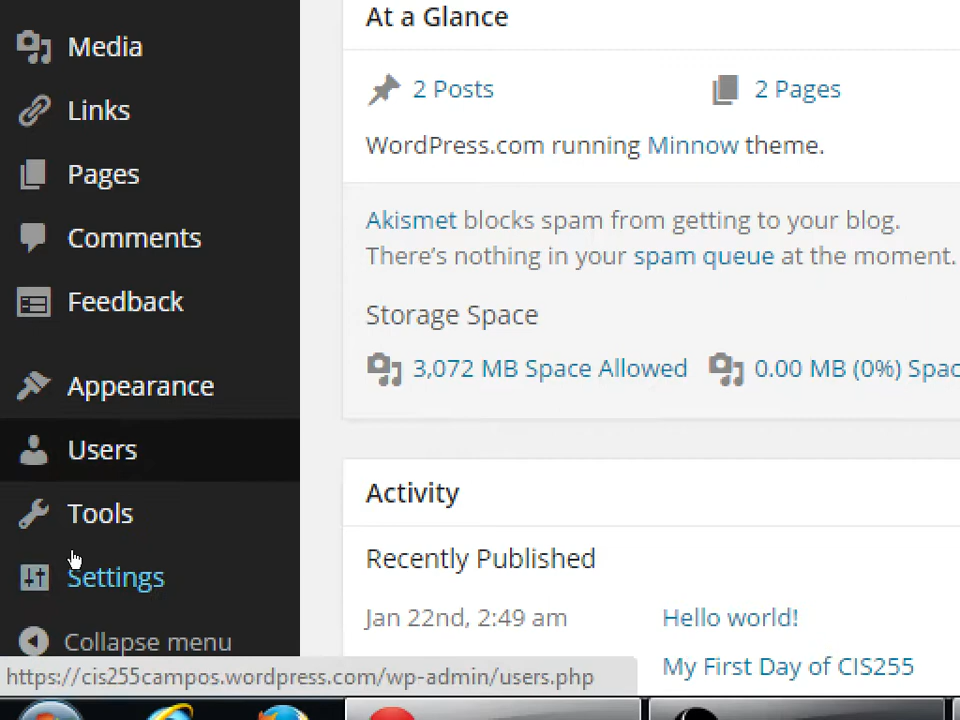 Media
Links
Pages
Comments
Feedback
Appearance
Users
Tools
Settings
Collapse menu
At a Glance
2 Posts
2 Pages
WordPress.com running Minnow theme.
Akismet blocks spam from getting to your blog.
There's nothing in your spam queue at the moment.
Storage Space
3,072 MB Space Allowed
0.00 MB (0%) Spac
Activity
Recently Published
Jan 22nd, 2:49 am
Hello world!
My First Day of CIS255
https://cis255campos.wordpress.com/wp-admin/users.php